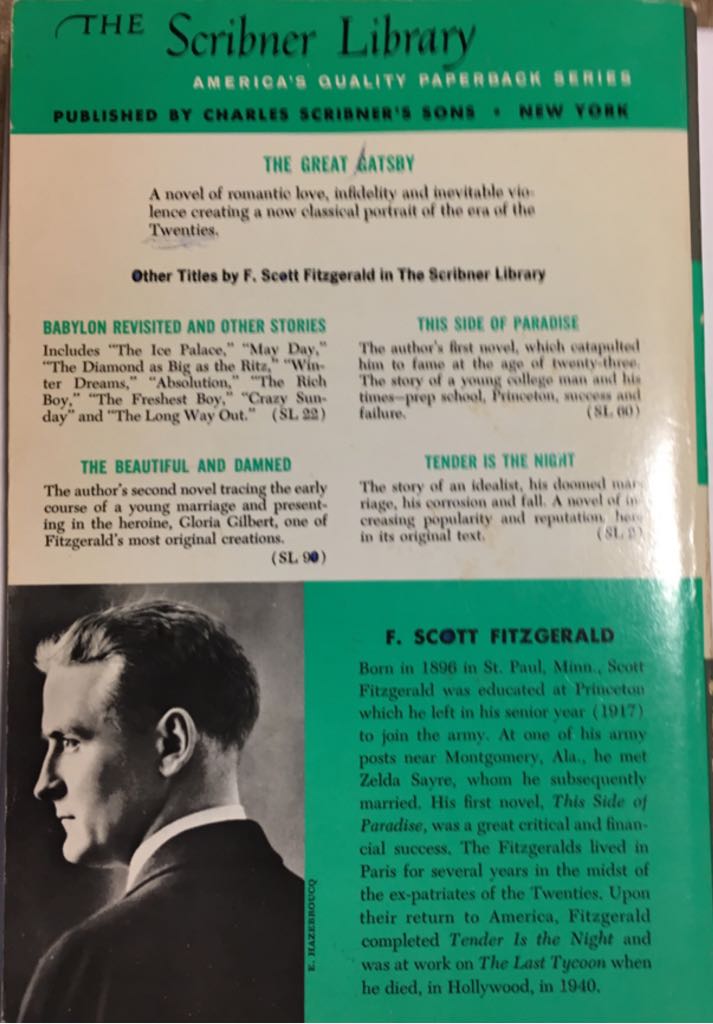 THE Scribner Library
AMERICA'S QUALITY PAPERBACK SERIES
PUBLISHED BY CHARLES SCRIBNER'S SONS • NEW YORK
THE GREAT GATSBY
A novel of romantic love, infidelity and inevitable vio-
lence creating a now classical portrait of the era of the
Twenties.
Other Titles by F. Scott Fitzgerald in The Scribner Library
BABYLON REVISITED AND OTHER STORIES
Includes "The Ice Palace," "May Day,"
"The Diamond as Big as the Ritz," "Win-
ter Dreams," "Absolution," "The Rich
Boy," "The Freshest Boy," "Crazy Sun-
day" and "The Long Way Out." (SL 22)
THIS SIDE OF PARADISE
The author's first novel, which catapulted
him to fame at the age of twenty-three.
The story of a young college man and his
times—prep school, Princeton, success and
failure. (SL 60)
THE BEAUTIFUL AND DAMNED
The author's second novel tracing the early
course of a young marriage and present-
ing in the heroine, Gloria Gilbert, one of
Fitzgerald's most original creations.
(SL 90)
TENDER IS THE NIGHT
The story of an idealist, his doomed mar-
riage, his corrosion and fall. A novel of in-
creasing popularity and reputation, here
in its original text. (SL 2)
F. SCOTT FITZGERALD
Born in 1896 in St. Paul, Minn., Scott
Fitzgerald was educated at Princeton
which he left in his senior year (1917)
to join the army. At one of his army
posts near Montgomery, Ala., he met
Zelda Sayre, whom he subsequently
married. His first novel, This Side of
Paradise, was a great critical and finan-
cial success. The Fitzgeralds lived in
Paris for several years in the midst of
the ex-patriates of the Twenties. Upon
their return to America, Fitzgerald
completed Tender Is the Night and
was at work on The Last Tycoon when
he died, in Hollywood, in 1940.
E. HAZEBROUCQ